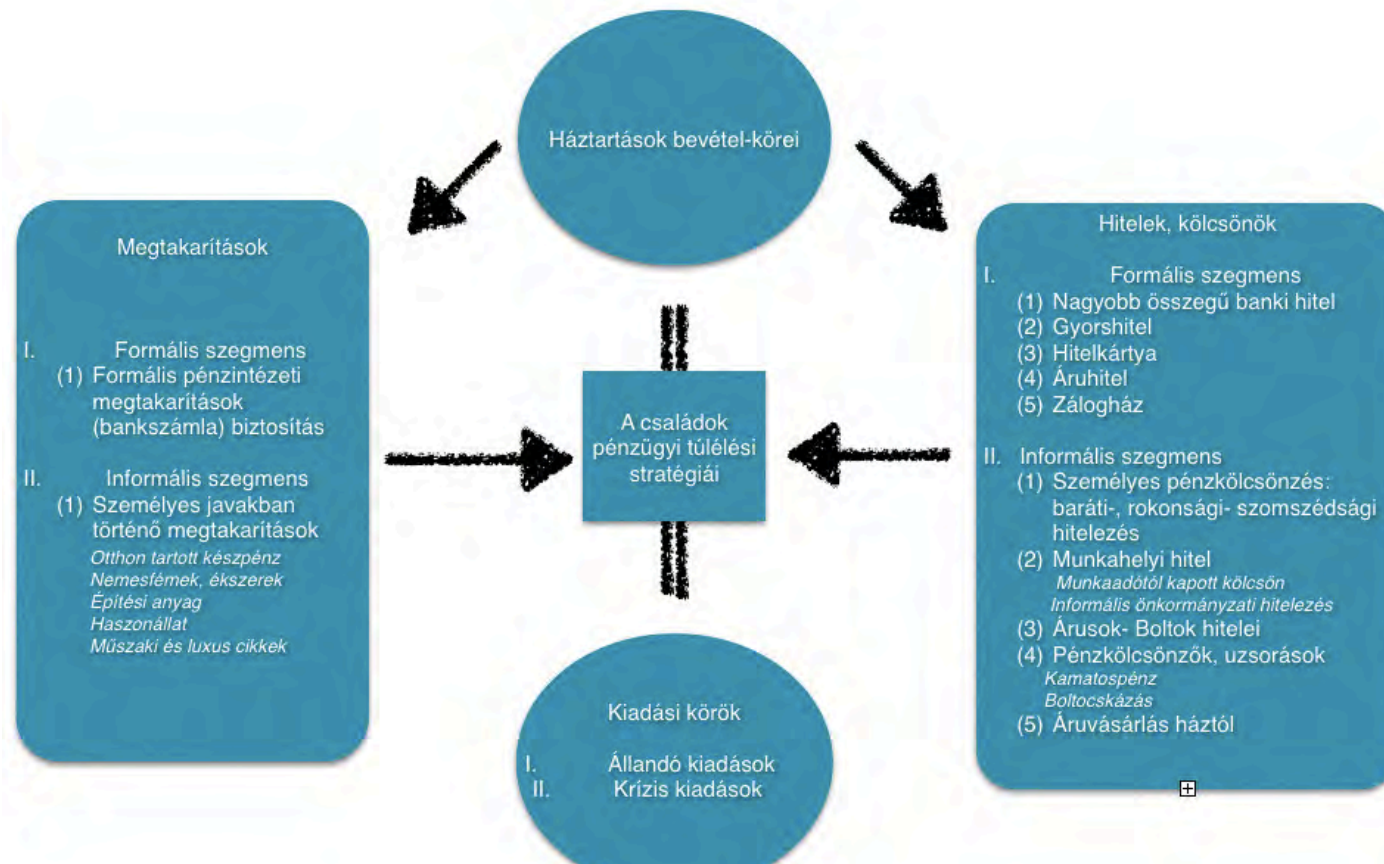 Háztartások bevétel-körei
Megtakarítások
I. Formális szegmens
(1) Formális pénzintézeti
megtakarítások
(bankszámla) biztosítás
II. Informális szegmens
(1) Személyes javakban
történő megtakarítások
Otthon tartott készpénz
Nemesfémek, ékszerek
Építési anyag
Haszonállat
Műszaki és luxus cikkek
A családok
pénzügyi túlélési
stratégiái
Hitelek, kölcsönök
I. Formális szegmens
(1) Nagyobb összegű banki hitel
(2) Gyorshitel
(3) Hitelkártya
(4) Áruhitel
(5) Zálogház
II. Informális szegmens
(1) Személyes pénzkölcsönzés:
baráti-, rokonsági- szomszédsági
hitelezés
(2) Munkahelyi hitel
Munkaadótól kapott kölcsön
Informális önkormányzati hitelezés
(3) Árusok- Boltok hitelei
(4) Pénzkölcsönzők, uzsorások
Kamatospénz
Boltocskázás
(5) Áruvásárlás háztól
Kiadási körök
I. Állandó kiadások
II. Krízis kiadások